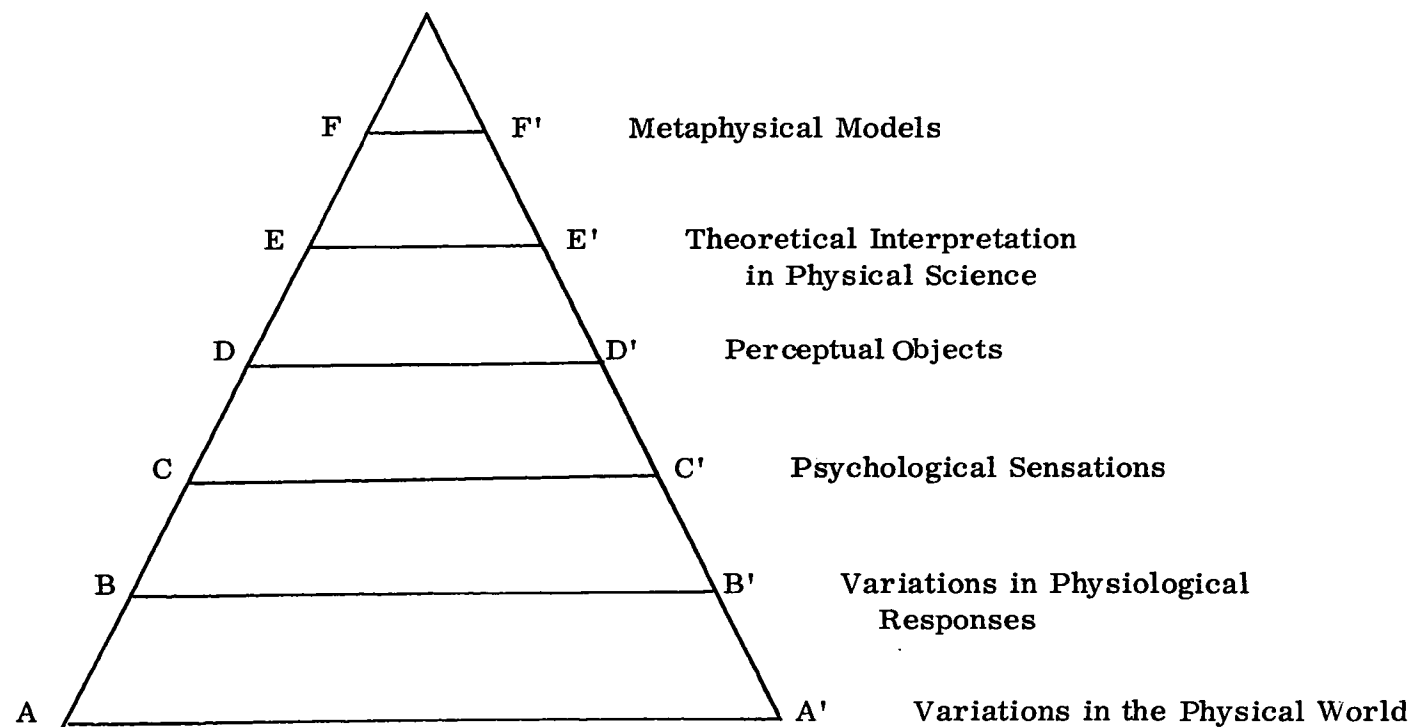 F F' Metaphysical Models
E E' Theoretical Interpretation
in Physical Science
D D' Perceptual Objects
C C' Psychological Sensations
B B' Variations in Physiological
Responses
A A' Variations in the Physical World